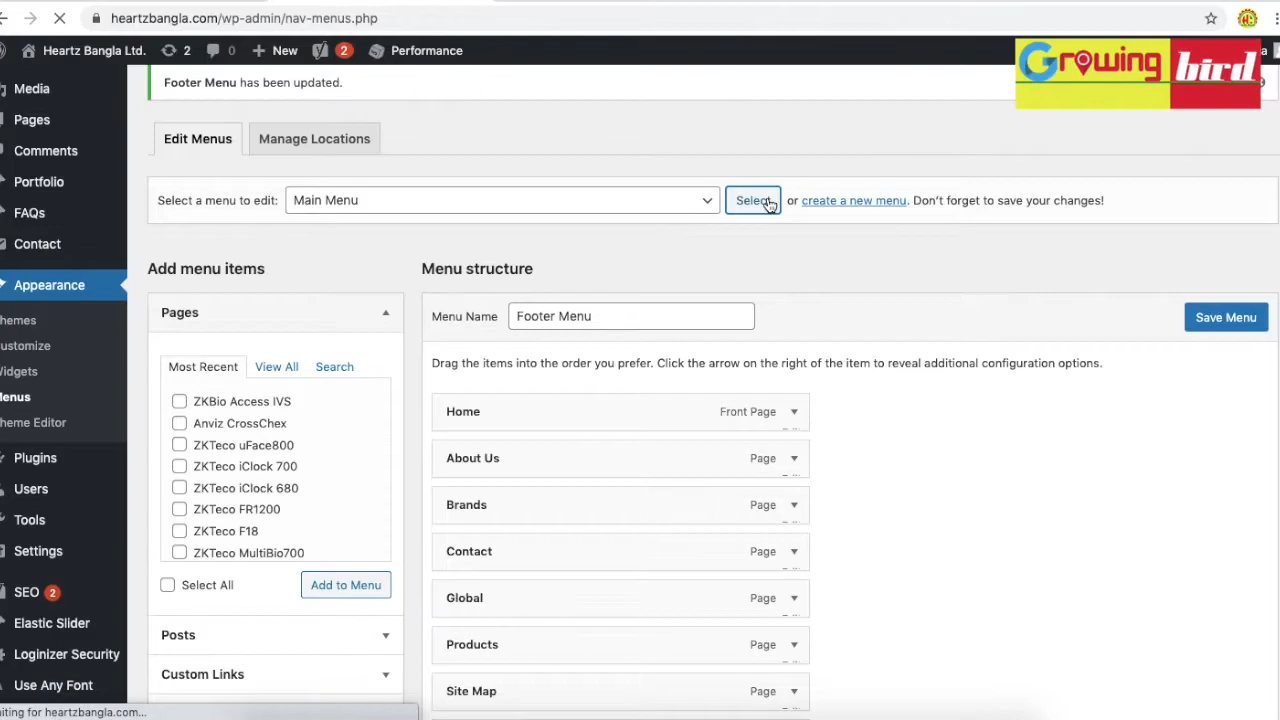 heartzbangla.com/wp-admin/nav-menus.php
Heartz Bangla Ltd. 2 0 New 2 Performance
Growing bird
Footer Menu has been updated.
Media
Pages
Comments
Portfolio
FAQs
Contact
Appearance
hemes
ustomize
idgets
enus
heme Editor
Plugins
Users
Tools
Settings
SEO 2
Elastic Slider
Loginizer Security
Use Any Font
Edit Menus Manage Locations
Select a menu to edit: Main Menu Select or create a new menu. Don't forget to save your changes!
Add menu items
Pages
Most Recent View All Search
ZKBio Access IVS
Anviz CrossChex
ZKTeco uFace800
ZKTeco iClock 700
ZKTeco iClock 680
ZKTeco FR1200
ZKTeco F18
ZKTeco MultiBio700
Select All Add to Menu
Posts
Custom Links
Menu structure
Menu Name Footer Menu Save Menu
Drag the items into the order you prefer. Click the arrow on the right of the item to reveal additional configuration options.
Home Front Page
About Us Page
Brands Page
Contact Page
Global Page
Products Page
Site Map Page
aiting for heartzbangla.com...